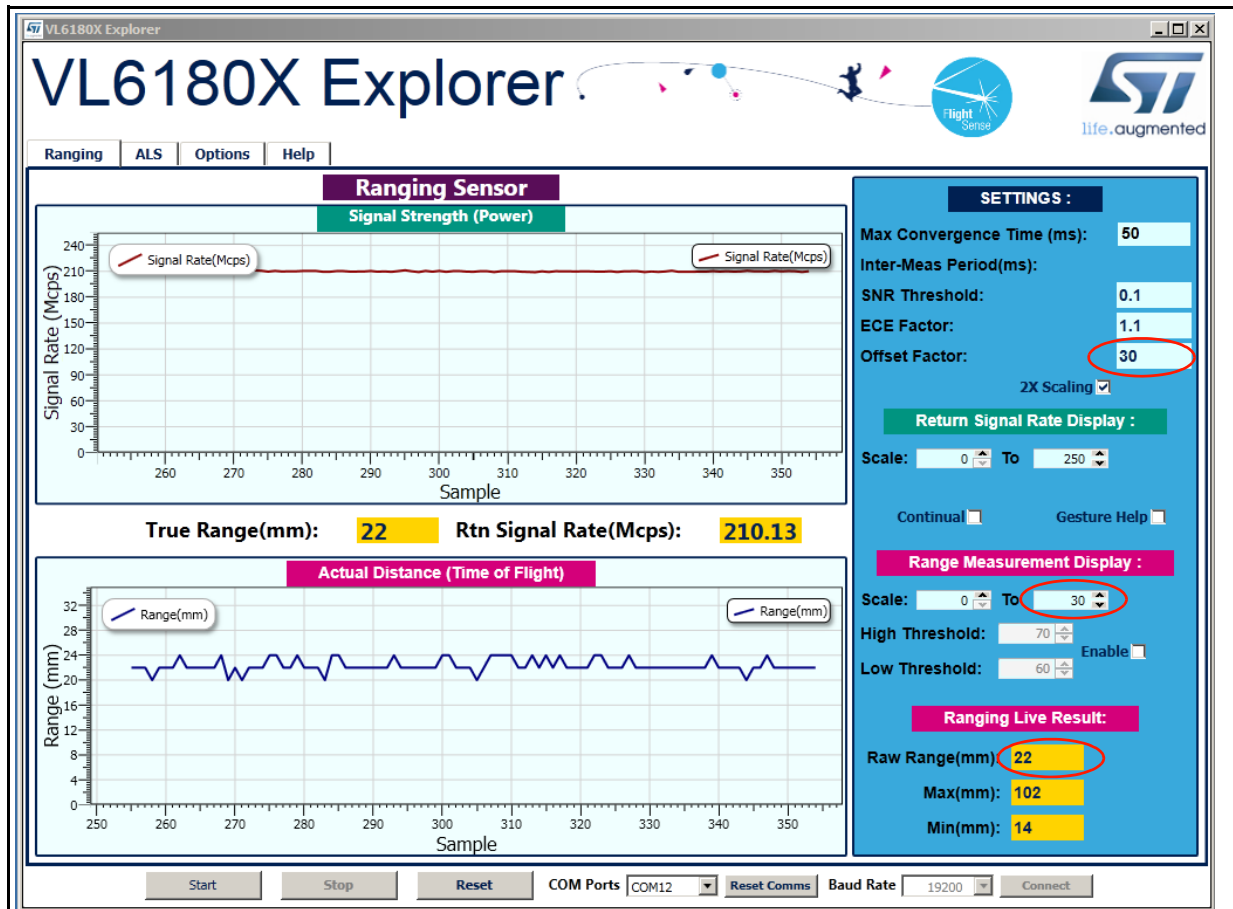 VL6180X Explorer
VL6180X Explorer
Flight
Sense
life.augmented
Ranging ALS Options Help
Ranging Sensor
Signal Strength (Power)
Signal Rate(Mcps) Signal Rate(Mcps)
Signal Rate (Mcps)
240
210
180
150
120
90
60
30
0
260 270 280 290 300 310 320 330 340 350
Sample
True Range(mm): 22 Rtn Signal Rate(Mcps): 210.13
Actual Distance (Time of Flight)
Range(mm) Range(mm)
Range (mm)
32
28
24
20
16
12
8
4
0
250 260 270 280 290 300 310 320 330 340 350
Sample
SETTINGS :
Max Convergence Time (ms): 50
Inter-Meas Period(ms):
SNR Threshold: 0.1
ECE Factor: 1.1
Offset Factor: 30
2X Scaling
Return Signal Rate Display :
Scale: 0 To 250
Continual Gesture Help
Range Measurement Display :
Scale: 0 To 30
High Threshold: 70
Enable
Low Threshold: 60
Ranging Live Result:
Raw Range(mm): 22
Max(mm): 102
Min(mm): 14
Start Stop Reset COM Ports COM12 Reset Comms Baud Rate 19200 Connect